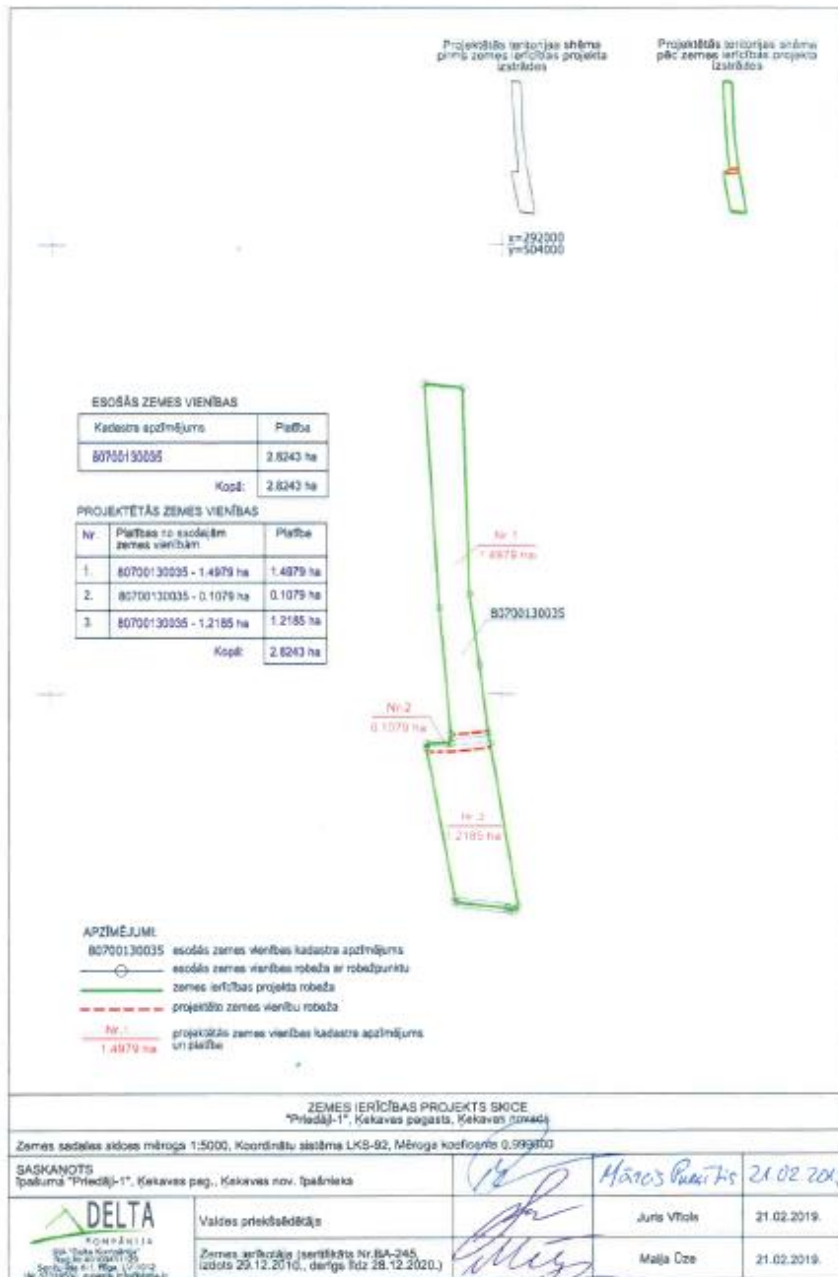 Projektētās teritorijas shēma
pirms zemes ierīcības projekta
izstrādes
Projektētās teritorijas shēma
pēc zemes ierīcības projekta
izstrādes
x=292000
y=504000
ESOŠĀS ZEMES VIENĪBAS
Kadastra apzīmējums Platība
80700130035 2.8243 ha
Kopā: 2.8243 ha
PROJEKTĒTĀS ZEMES VIENĪBAS
Nr. Platības no esošajām zemes vienībām Platība
1. 80700130035 - 1.4979 ha 1.4979 ha
2. 80700130035 - 0.1079 ha 0.1079 ha
3. 80700130035 - 1.2185 ha 1.2185 ha
Kopā: 2.8243 ha
Nr.1
1.4979 ha
80700130035
Nr.2
0.1079 ha
Nr.3
1.2185 ha
APZĪMĒJUMI:
80700130035 esošās zemes vienības kadastra apzīmējums
esošās zemes vienības robeža ar robežpunktu
zemes ierīcības projekta robeža
projektēto zemes vienību robeža
Nr.1
1.4979 ha
projektētās zemes vienības kadastra apzīmējums
un platība
ZEMES IERĪCĪBAS PROJEKTS SKICE
"Priedāji-1", Ķekavas pagasts, Ķekavas novads
Zemes sadales skices mērogs 1:5000, Koordinātu sistēma LKS-92, Mēroga koeficients 0,999600
SASKAŅOTS
Īpašuma "Priedāji-1", Ķekavas pag., Ķekavas nov. īpašnieks
21.02.201
DELTA
KOMPĀNIJA
Valdes priekšsēdētājs
Juris Vītols
21.02.2019.
Zemes ierīkotāja (sertifikāts Nr.BA-245,
izdots 29.12.2010., derīgs līdz 28.12.2020.)
Maija Ūze
21.02.2019.